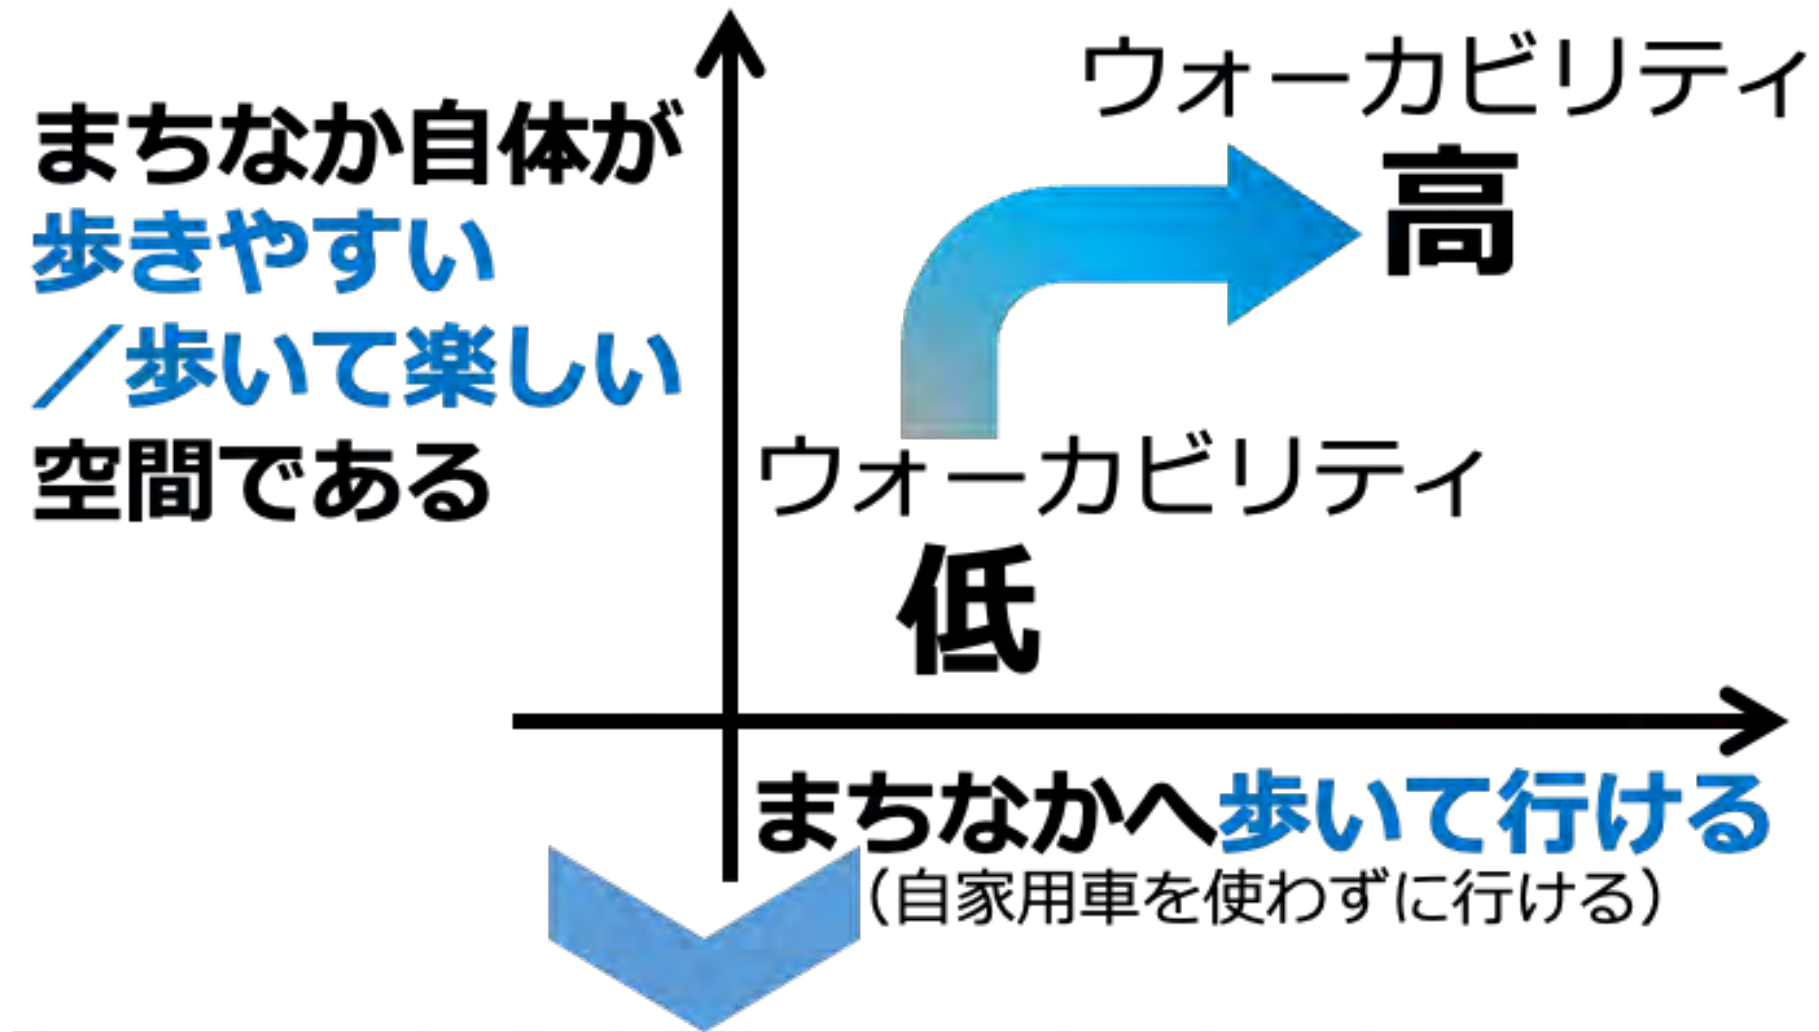 ウォーカビリティ
高
まちなか自体が
歩きやすい
／歩いて楽しい
空間である
ウォーカビリティ
低
まちなかへ歩いて行ける
（自家用車を使わずに行ける）